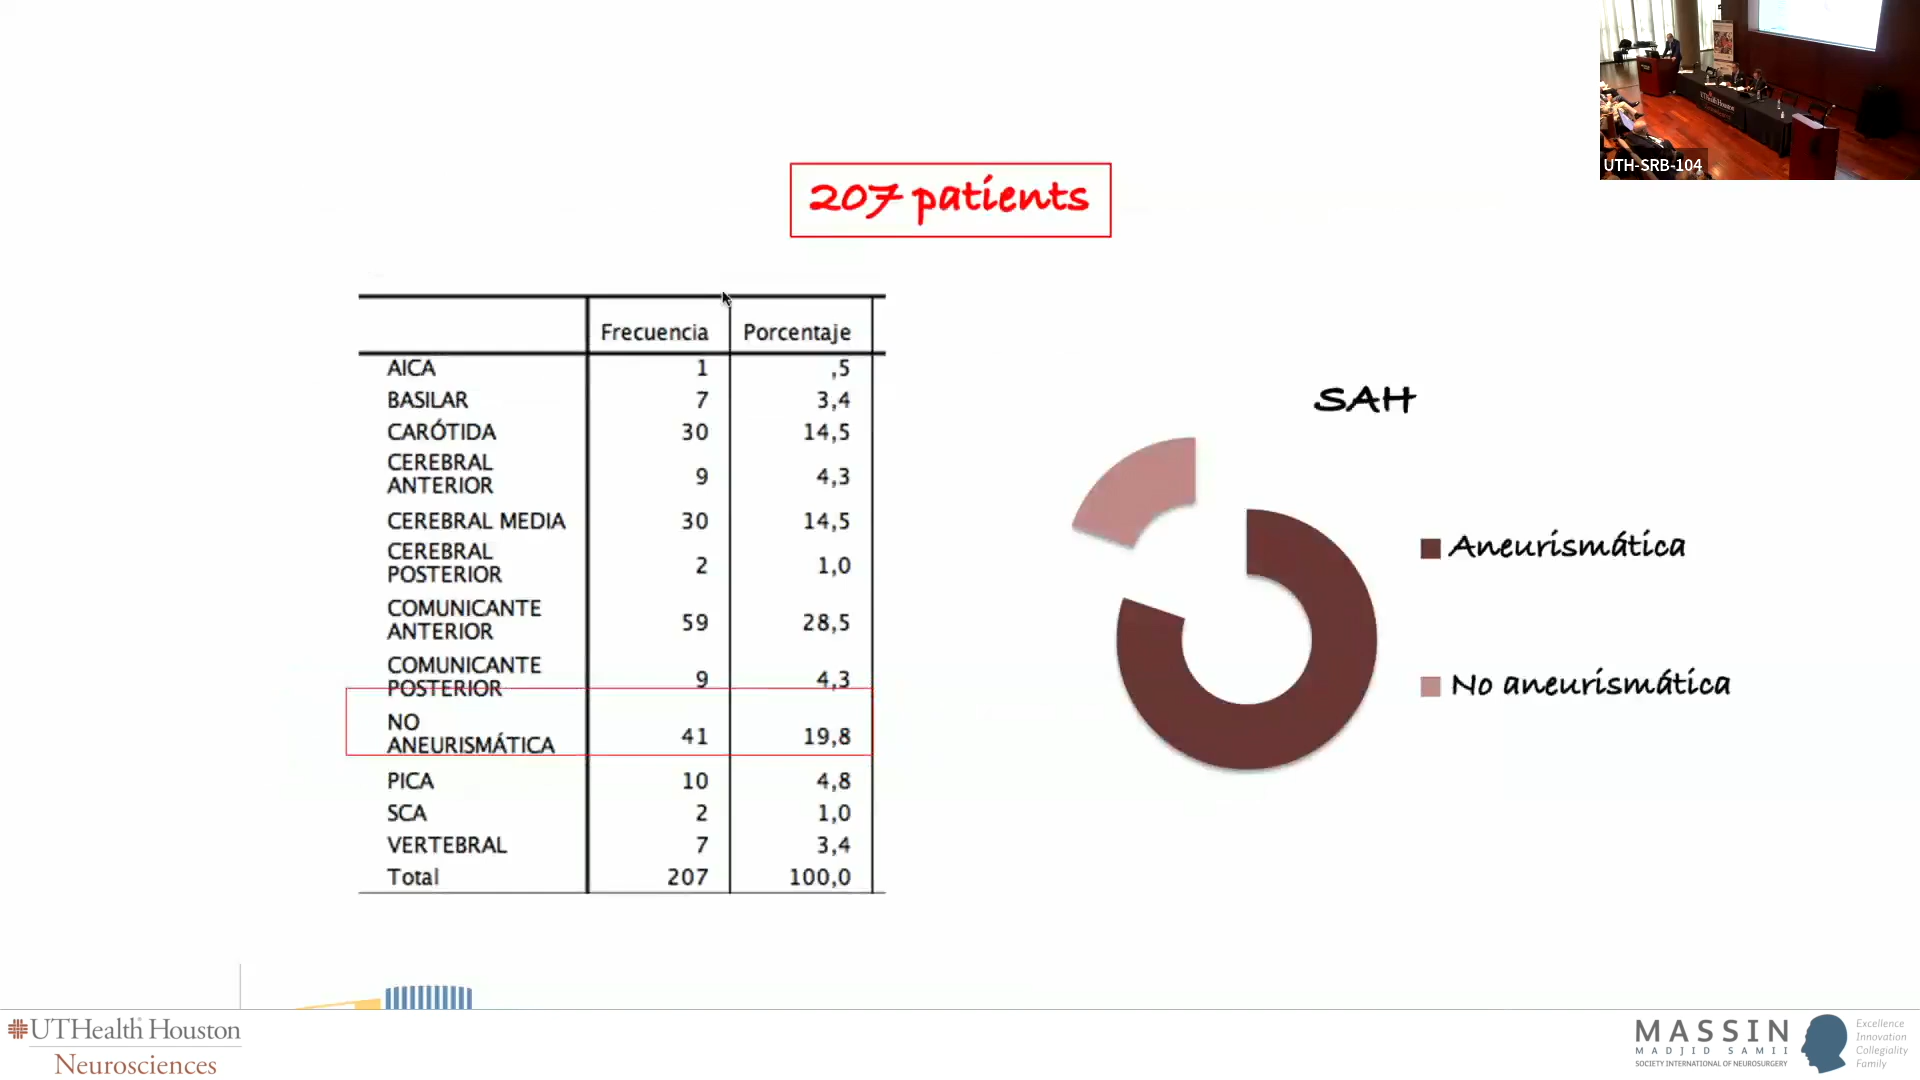 UTH-SRB-104
207 patients
Frecuencia Porcentaje
AICA 1 ,5
BASILAR 7 3,4
CARÓTIDA 30 14,5
CEREBRAL
ANTERIOR 9 4,3
CEREBRAL MEDIA 30 14,5
CEREBRAL
POSTERIOR 2 1,0
COMUNICANTE
ANTERIOR 59 28,5
COMUNICANTE
POSTERIOR 9 4,3
NO
ANEURISMÁTICA 41 19,8
PICA 10 4,8
SCA 2 1,0
VERTEBRAL 7 3,4
Total 207 100,0
SAH
Aneurismática
No aneurismática
UTHealth Houston
Neurosciences
MASSIN
MADJID SAMII
SOCIETY INTERNATIONAL OF NEUROSURGERY
Excellence
Innovation
Collegiality
Family